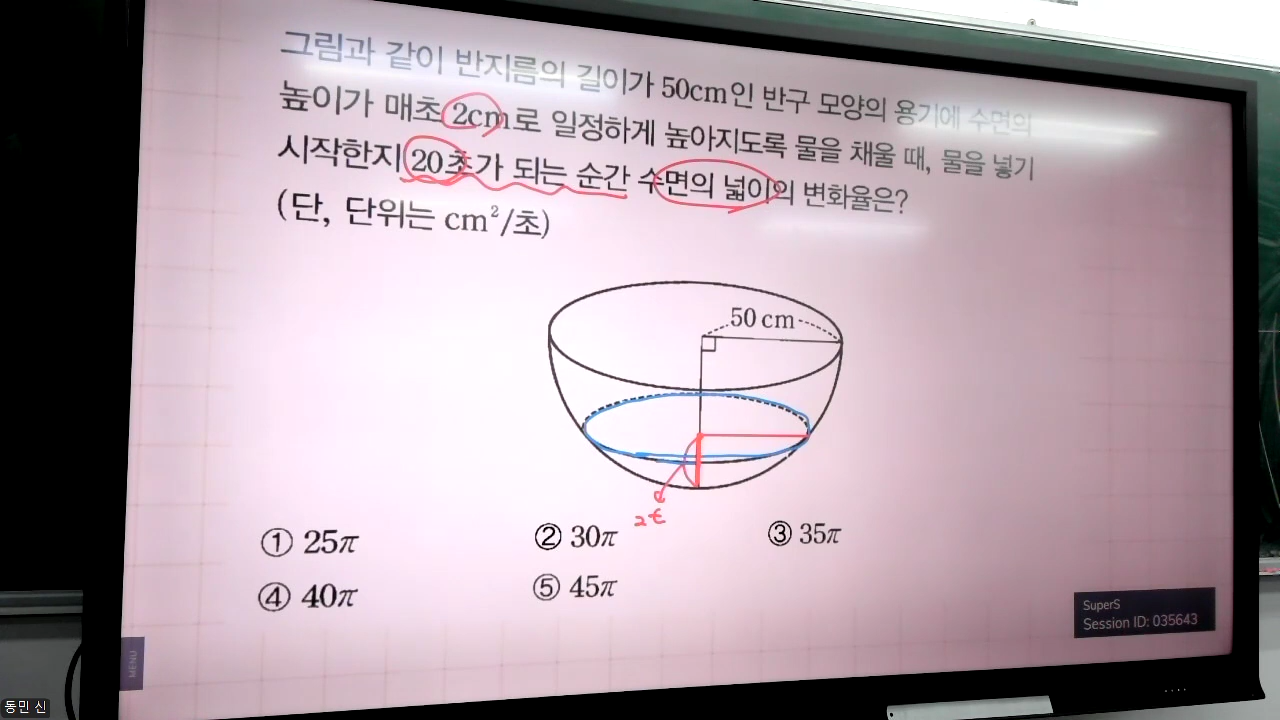 그림과 같이 반지름의 길이가 50cm인 반구 모양의 용기에 수면의
높이가 매초 2cm로 일정하게 높아지도록 물을 채울 때, 물을 넣기
시작한지 20초가 되는 순간 수면의 넓이의 변화율은?
(단, 단위는 cm²/초)
50 cm
2t
① 25π ② 30π ③ 35π
④ 40π ⑤ 45π
SuperS
Session ID: 035643
MENU
동민 신